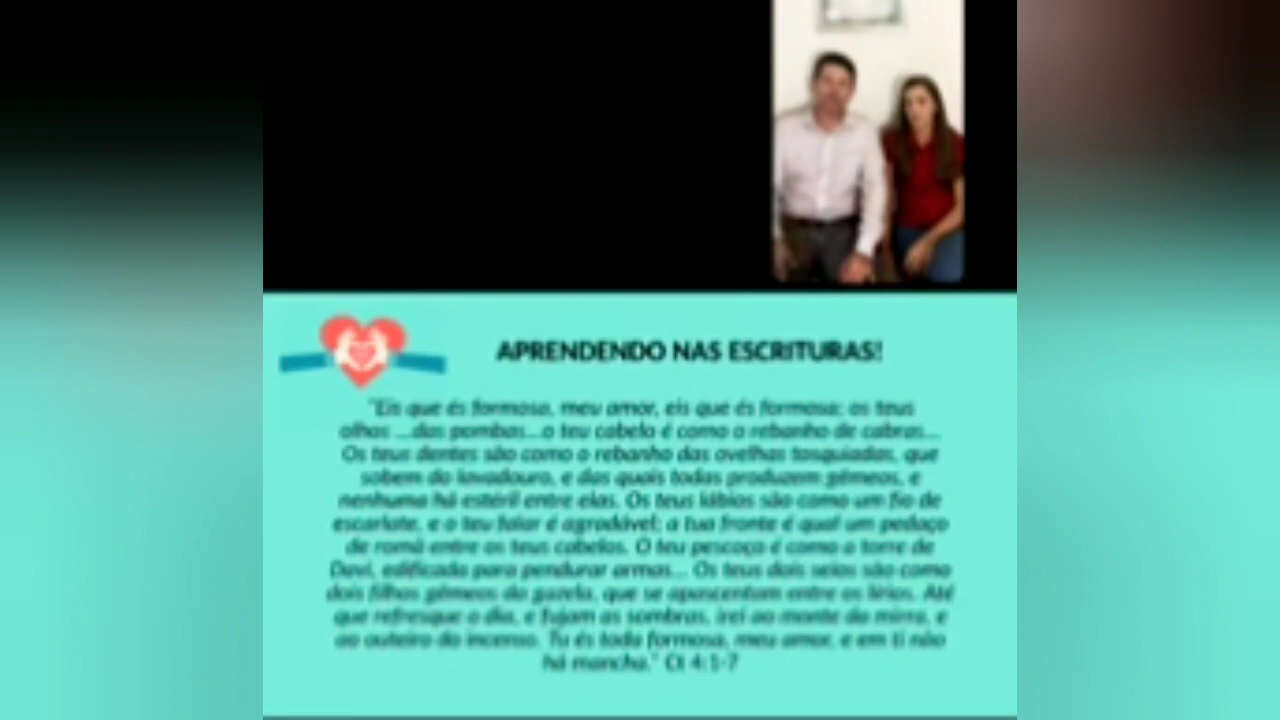 APRENDENDO NAS ESCRITURAS!
"Eis que és formosa, meu amor, eis que és formosa; os teus
olhos ...das pombas...o teu cabelo é como o rebanho de cabras...
Os teus dentes são como o rebanho das ovelhas tosquiadas, que
sobem do lavadouro, e das quais todas produzem gêmeos, e
nenhuma há estéril entre elas. Os teus lábios são como um fio de
escarlate, e o teu falar é agradável; a tua fronte é qual um pedaço
de romã entre os teus cabelos. O teu pescoço é como a torre de
Davi, edificada para pendurar armas... Os teus dois seios são como
dois filhos gêmeos da gazela, que se apascentam entre os lírios. Até
que refresque o dia, e fujam as sombras, irei ao monte da mirra, e
ao outeiro do incenso. Tu és toda formosa, meu amor, e em ti não
há mancha." Ct 4:1-7